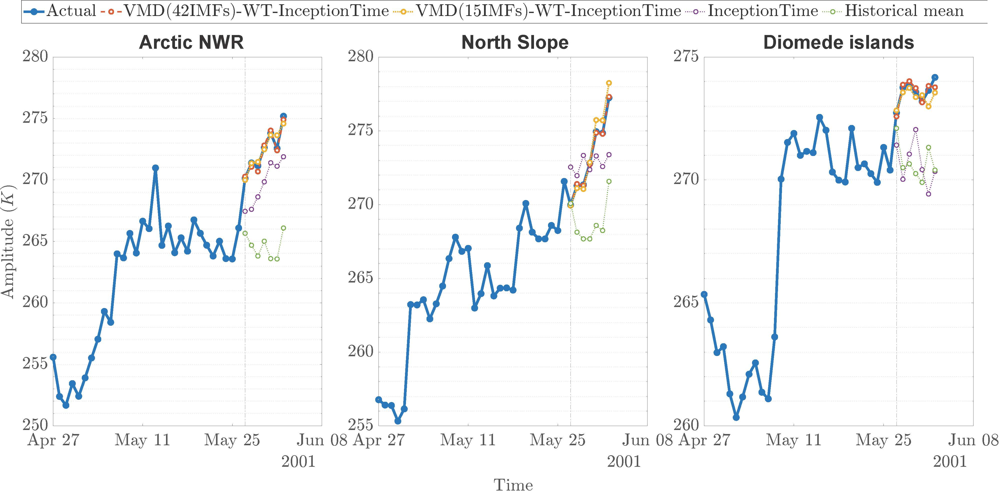 Actual VMD(42IMFs)-WT-InceptionTime VMD(15IMFs)-WT-InceptionTime InceptionTime Historical mean
Arctic NWR North Slope Diomede islands
Amplitude (K)
280
275
270
265
260
255
250
Apr 27 May 11 May 25 Jun 08
2001
280
275
270
265
260
255
Apr 27 May 11 May 25 Jun 08
2001
275
270
265
260
Apr 27 May 11 May 25 Jun 08
2001
Time